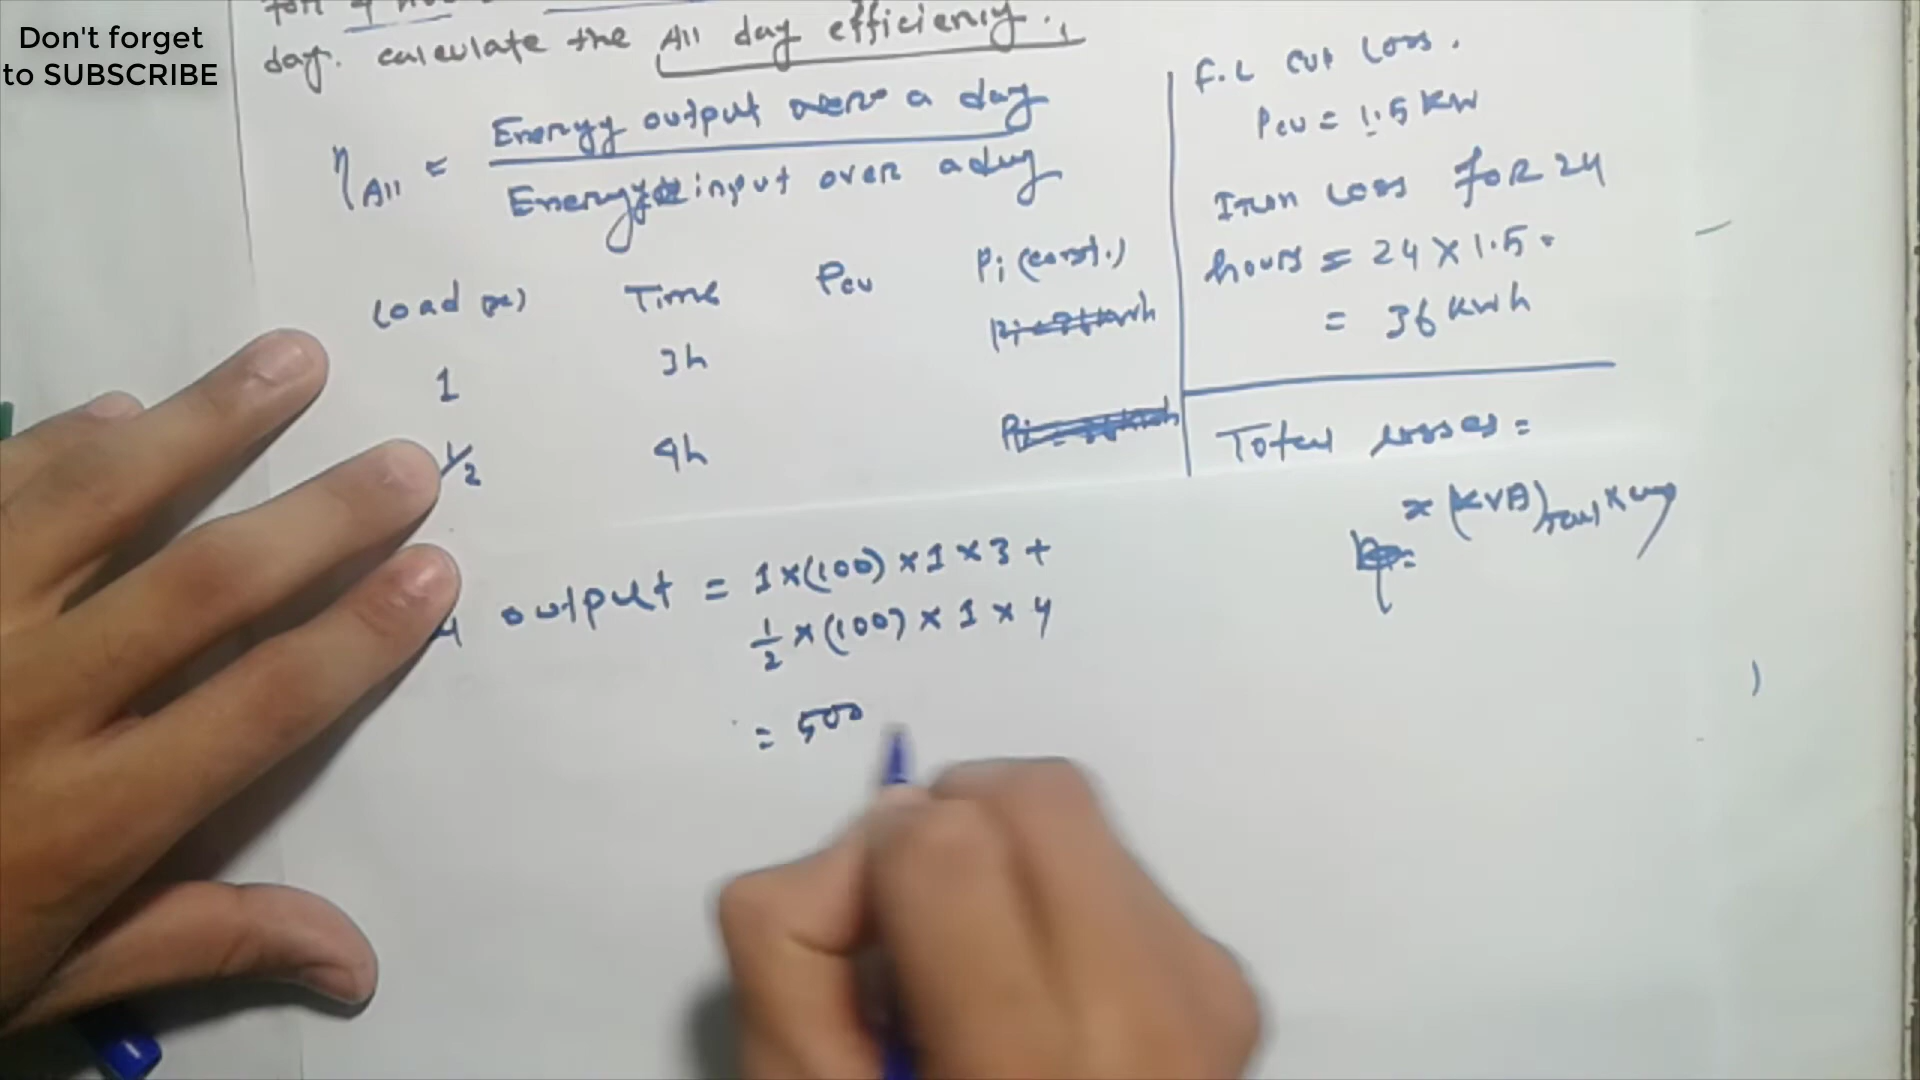 Don't forget
to SUBSCRIBE
for 4
day. calculate the All day efficiency.
η All = Energy output over a day
Energy input over a day
Load (x) Time Pcu Pi (const.)
1 3h
1/2 4h
output = 1×(100)×1×3+
1/2×(100)×1×4
= 500
F.L cu loss.
Pcu = 1.5 kW
Iron loss for 24
hours = 24×1.5
= 36 kwh
Total losses =
x (KVA)